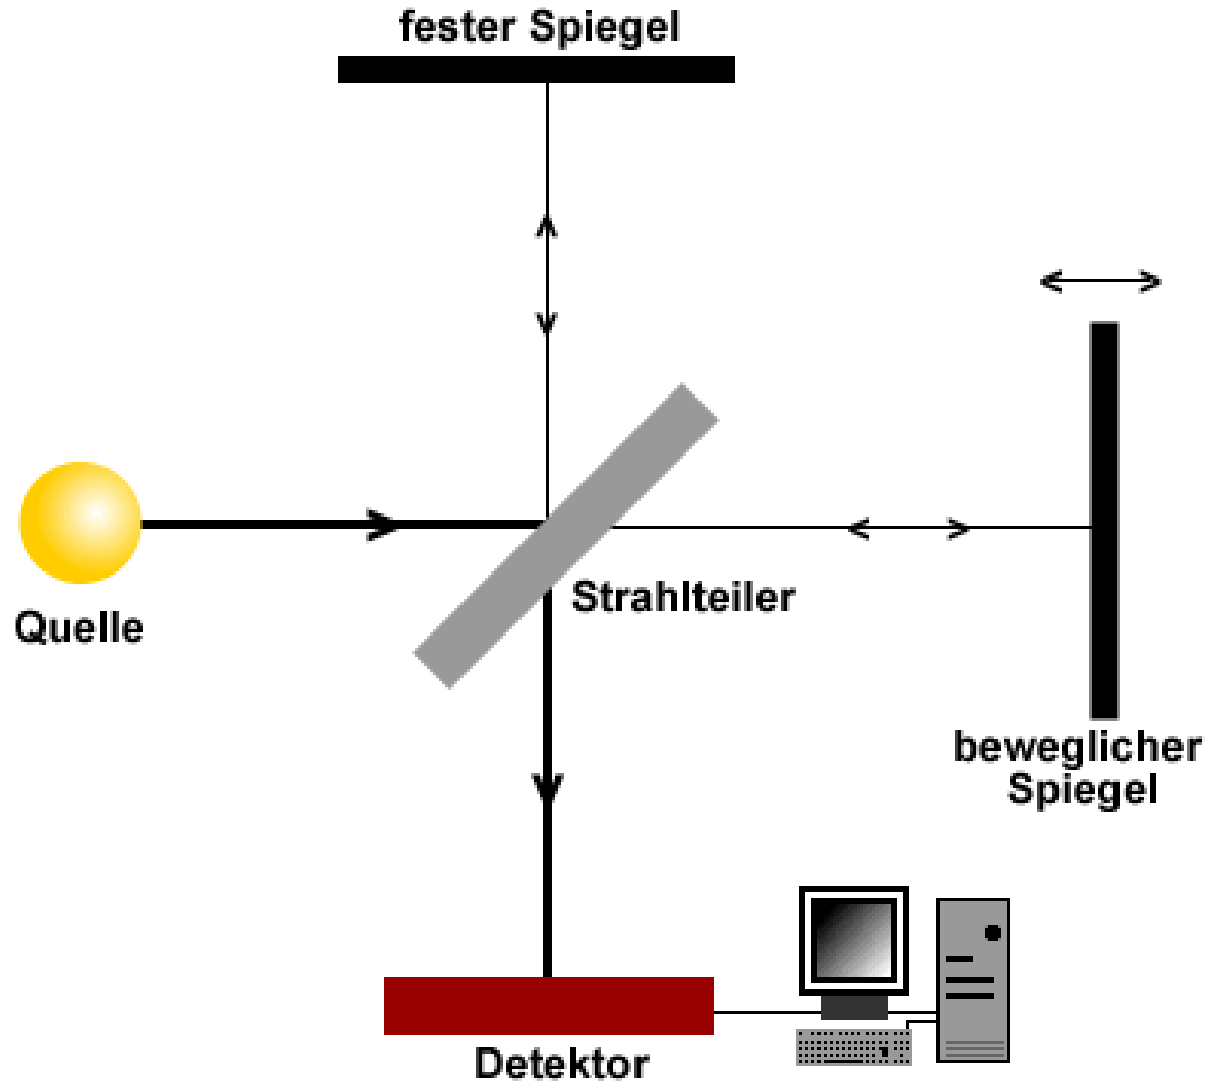 fester Spiegel
Strahlteiler
Quelle
beweglicher
Spiegel
Detektor